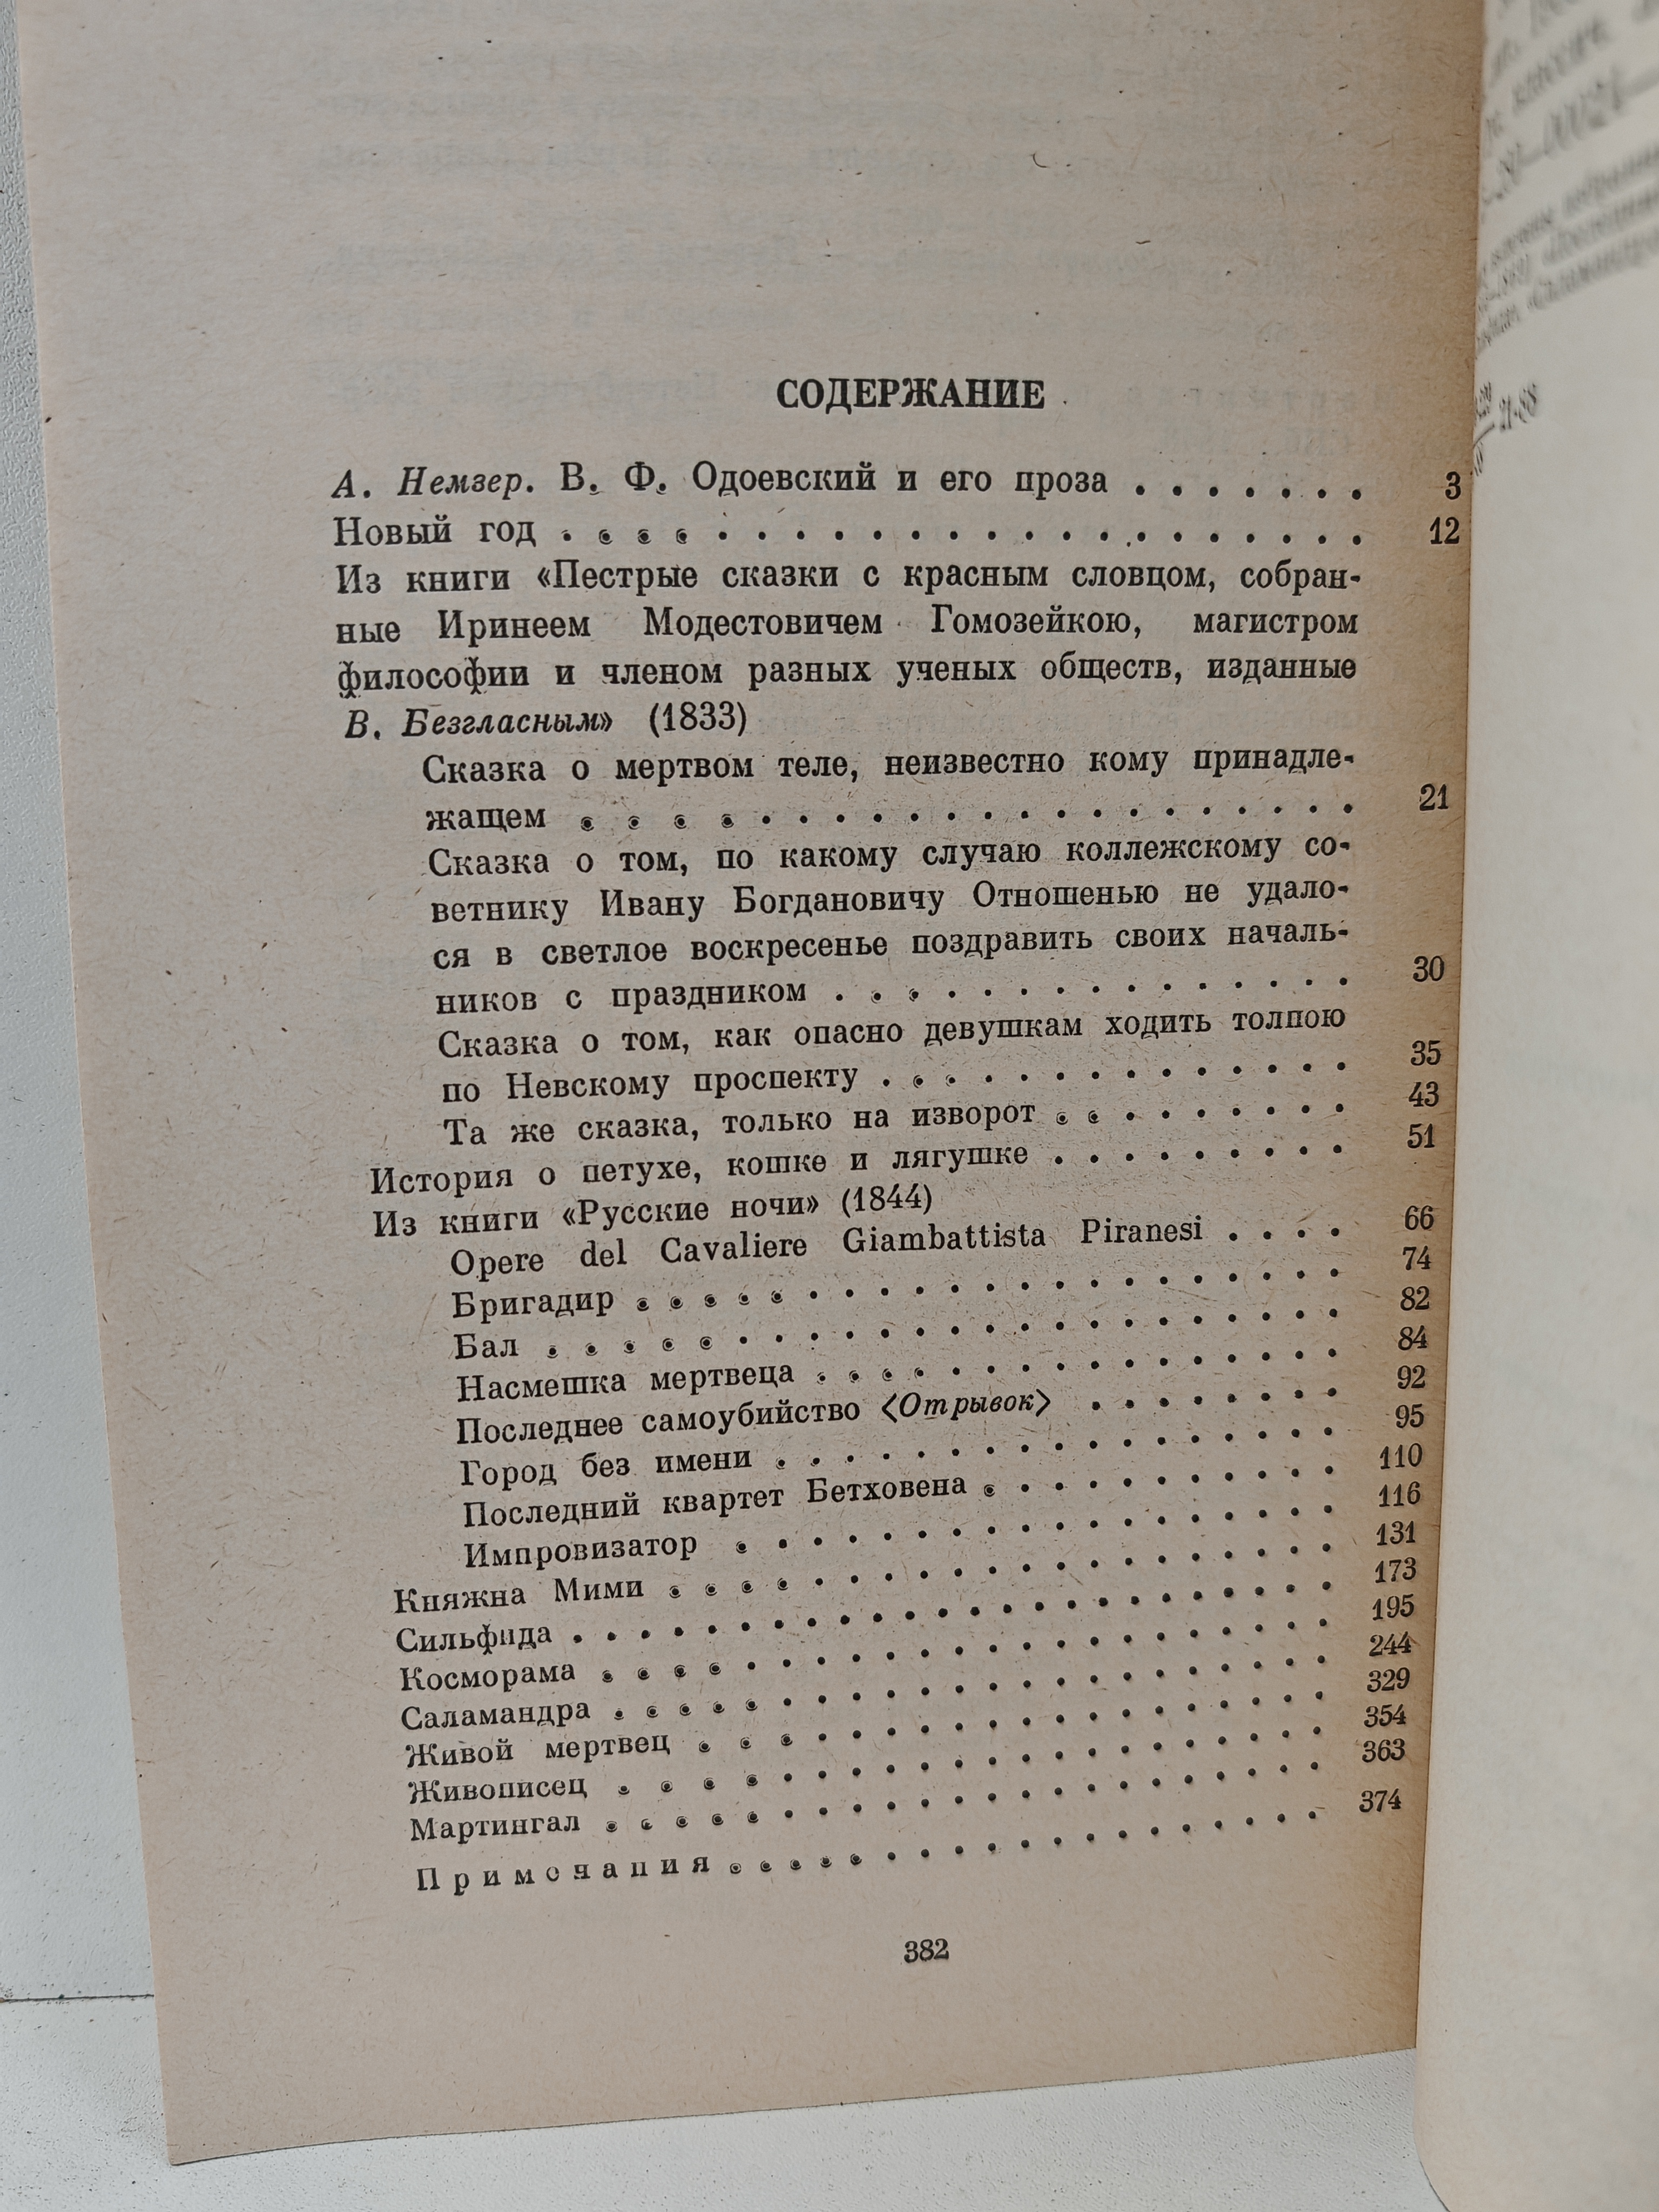 СОДЕРЖАНИЕ
А. Немзер. В. Ф. Одоевский и его проза . . . . . . . 3
Новый год . . . . . . . . . . . . . . . . . . . . . . 12
Из книги «Пестрые сказки с красным словцом, собран-
ные Иринеем Модестовичем Гомозейкою, магистром
философии и членом разных ученых обществ, изданные
В. Безгласным» (1833)
Сказка о мертвом теле, неизвестно кому принадле-
жащем . . . . . . . . . . . . . . . . . . . . 21
Сказка о том, по какому случаю коллежскому со-
ветнику Ивану Богдановичу Отношенью не удало-
ся в светлое воскресенье поздравить своих началь-
ников с праздником . . . . . . . . . . . . . . . 30
Сказка о том, как опасно девушкам ходить толпою
по Невскому проспекту . . . . . . . . . . . . . . 35
Та же сказка, только на изворот . . . . . . . . . 43
История о петухе, кошке и лягушке . . . . . . . . . 51
Из книги «Русские ночи» (1844)
Opere del Cavaliere Giambattista Piranesi . . . . 66
Бригадир . . . . . . . . . . . . . . . . . . . . 74
Бал . . . . . . . . . . . . . . . . . . . . . . 82
Насмешка мертвеца . . . . . . . . . . . . . . . 84
Последнее самоубийство <Отрывок> . . . . . . . . 92
Город без имени . . . . . . . . . . . . . . . . 95
Последний квартет Бетховена . . . . . . . . . . 110
Импровизатор . . . . . . . . . . . . . . . . . 116
Княжна Мими . . . . . . . . . . . . . . . . . . . 131
Сильфида . . . . . . . . . . . . . . . . . . . . . . 173
Косморама . . . . . . . . . . . . . . . . . . . . . 195
Саламандра . . . . . . . . . . . . . . . . . . . . 244
Живой мертвец . . . . . . . . . . . . . . . . . . 329
Живописец . . . . . . . . . . . . . . . . . . . . 354
Мартингал . . . . . . . . . . . . . . . . . . . . 363
Примечания . . . . . . . . . . . . . . . . . . . 374
382